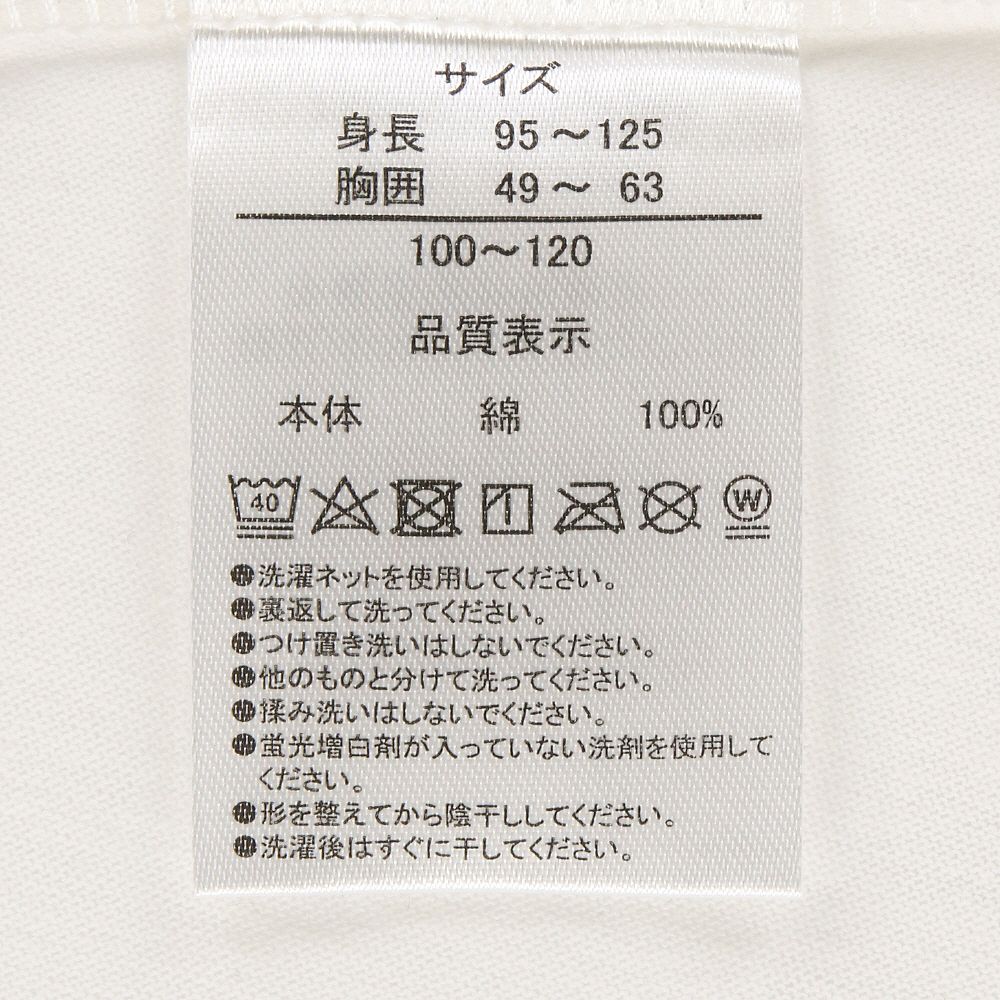 サイズ
身長 95～125
胸囲 49～ 63
100～120
品質表示
本体 綿 100%
40 W
●洗濯ネットを使用してください。
●裏返して洗ってください。
●つけ置き洗いはしないでください。
●他のものと分けて洗ってください。
●揉み洗いはしないでください。
●蛍光増白剤が入っていない洗剤を使用して
ください。
●形を整えてから陰干ししてください。
●洗濯後はすぐに干してください。